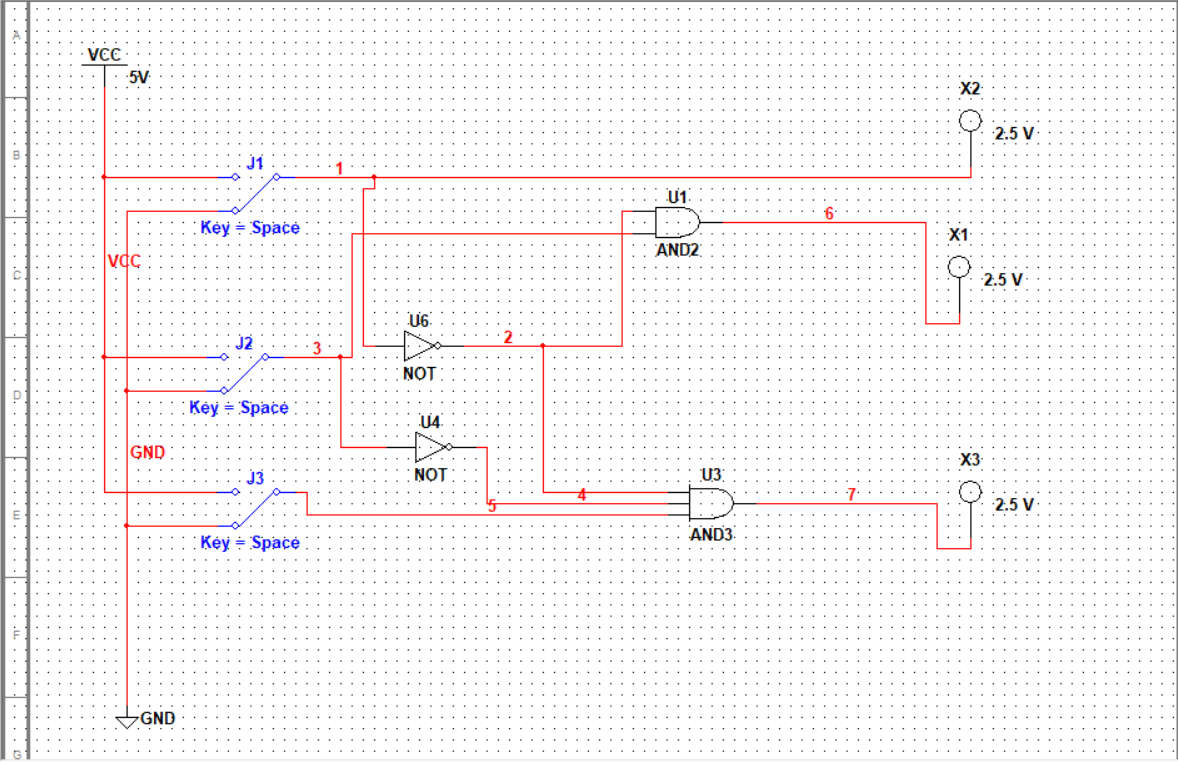 A
VCC
5V
X2
2.5 V
B
J1
1
Key = Space
U1
6
AND2
X1
2.5 V
VCC
C
U6
2
NOT
J2
3
D
Key = Space
U4
NOT
GND
X3
2.5 V
J3
U3
4
5
7
E
Key = Space
AND3
F
GND
G